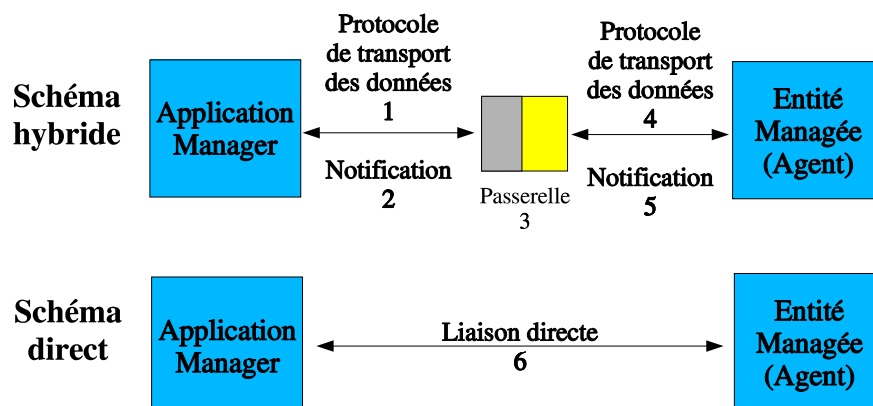 Schéma
hybride
Application
Manager
Protocole
de transport
des données
1
Notification
2
Passerelle
3
Protocole
de transport
des données
4
Notification
5
Entité
Managée
(Agent)
Schéma
direct
Application
Manager
Liaison directe
6
Entité
Managée
(Agent)